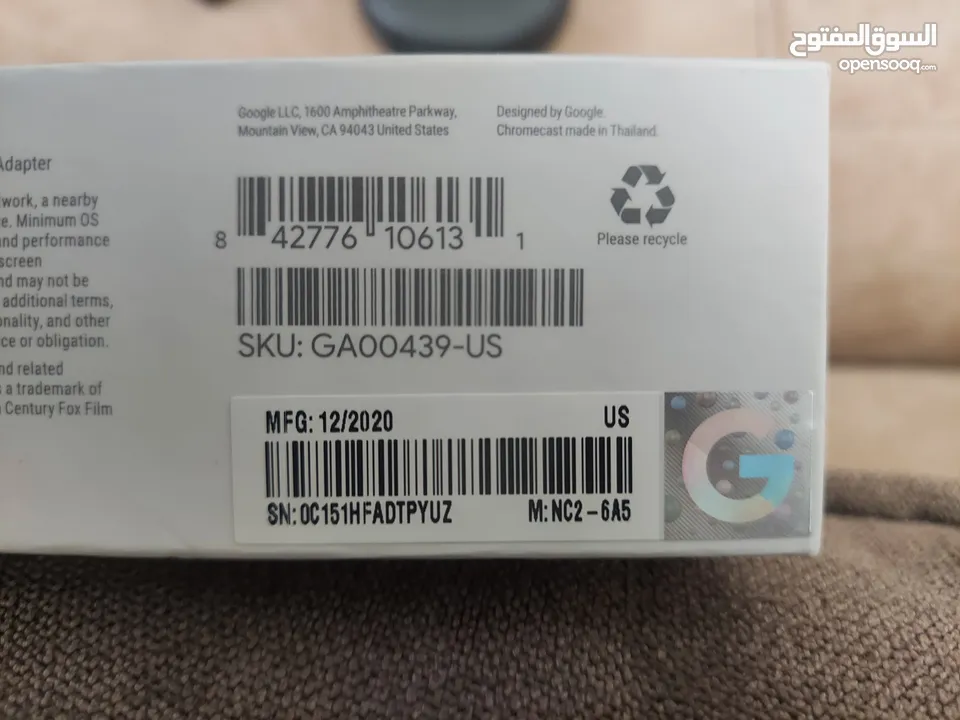 السوق المفتوح
opensooq.com
Google LLC, 1600 Amphitheatre Parkway,
Mountain View, CA 94043 United States
Designed by Google.
Chromecast made in Thailand.
Adapter
work, a nearby
e. Minimum OS
nd performance
screen
nd may not be
additional terms,
onality, and other
ce or obligation.
nd related
s a trademark of
Century Fox Film
8 42776 10613 1
Please recycle
SKU: GA00439-US
MFG: 12/2020 US
SN: 0C151HFADTPYUZ M: NC2-6A5
G